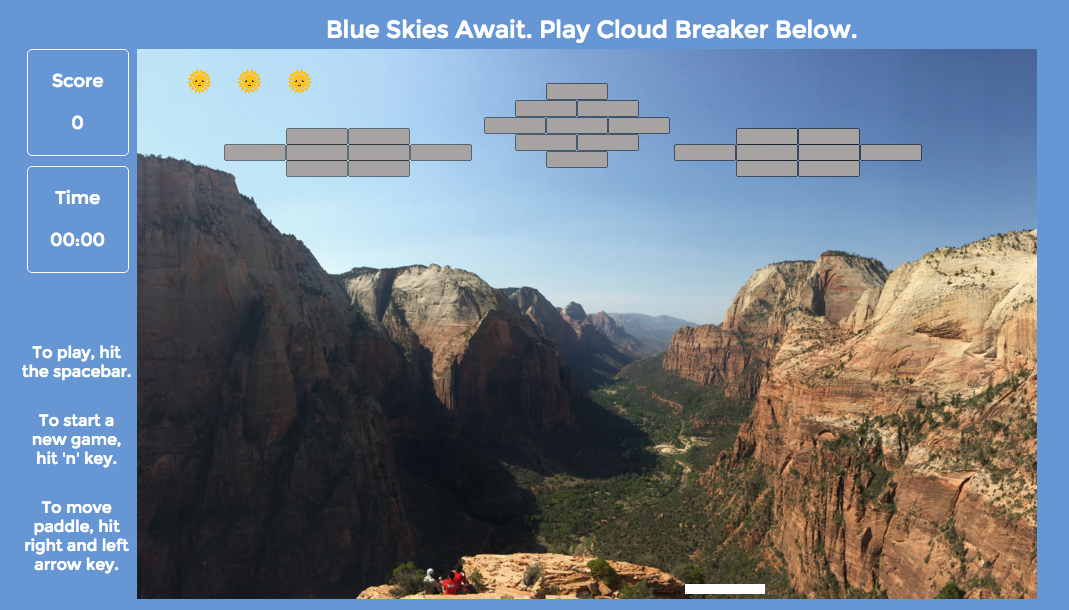 Blue Skies Await. Play Cloud Breaker Below.
Score
0
Time
00:00
To play, hit
the spacebar.
To start a
new game,
hit 'n' key.
To move
paddle, hit
right and left
arrow key.